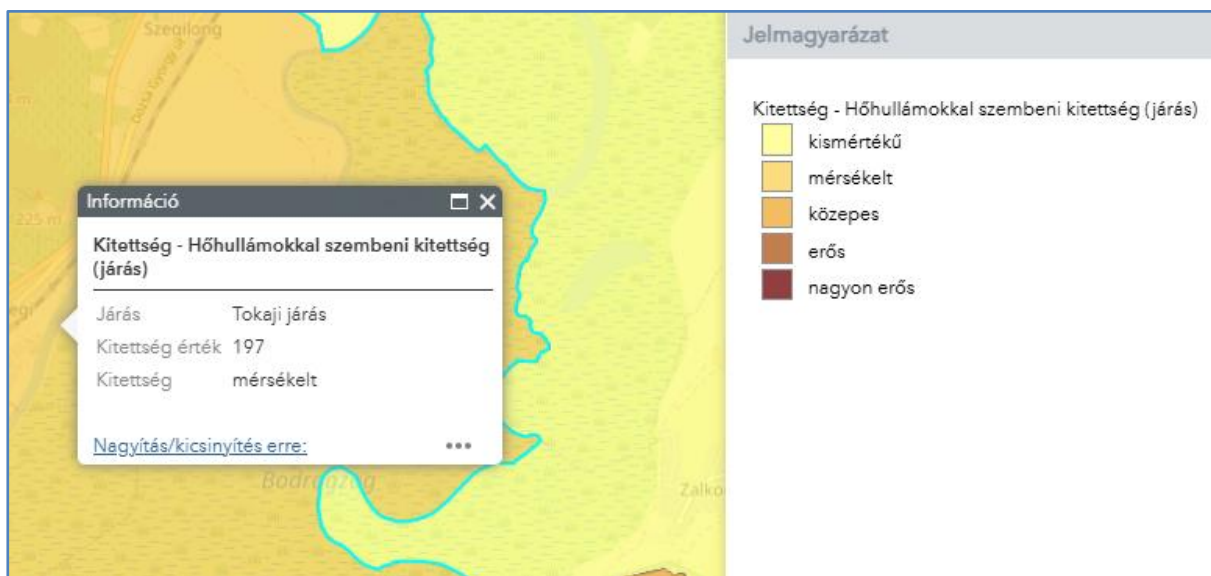 Szegilong
Jelmagyarázat
Kitettség - Hőhullámokkal szembeni kitettség (járás)
kismértékű
mérsékelt
közepes
erős
nagyon erős
225 m
Információ
Kitettség - Hőhullámokkal szembeni kitettség
(járás)
Járás Tokaji járás
Kitettség érték 197
Kitettség mérsékelt
Nagyítás/kicsinyítés erre:
Bodrogzug
Zalko